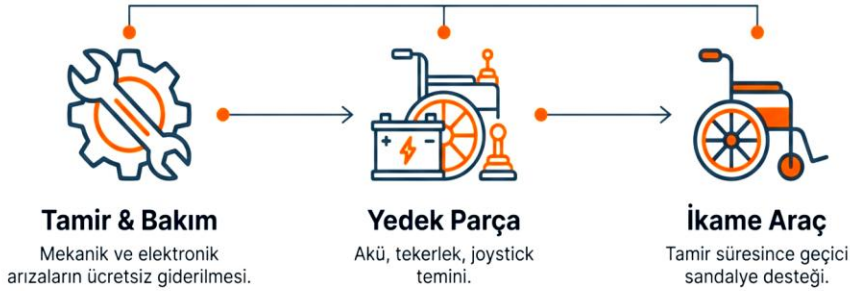 Tamir & Bakım
Mekanik ve elektronik
arızaların ücretsiz giderilmesi.
Yedek Parça
Akü, tekerlek, joystick
temini.
İkame Araç
Tamir süresince geçici
sandalye desteği.